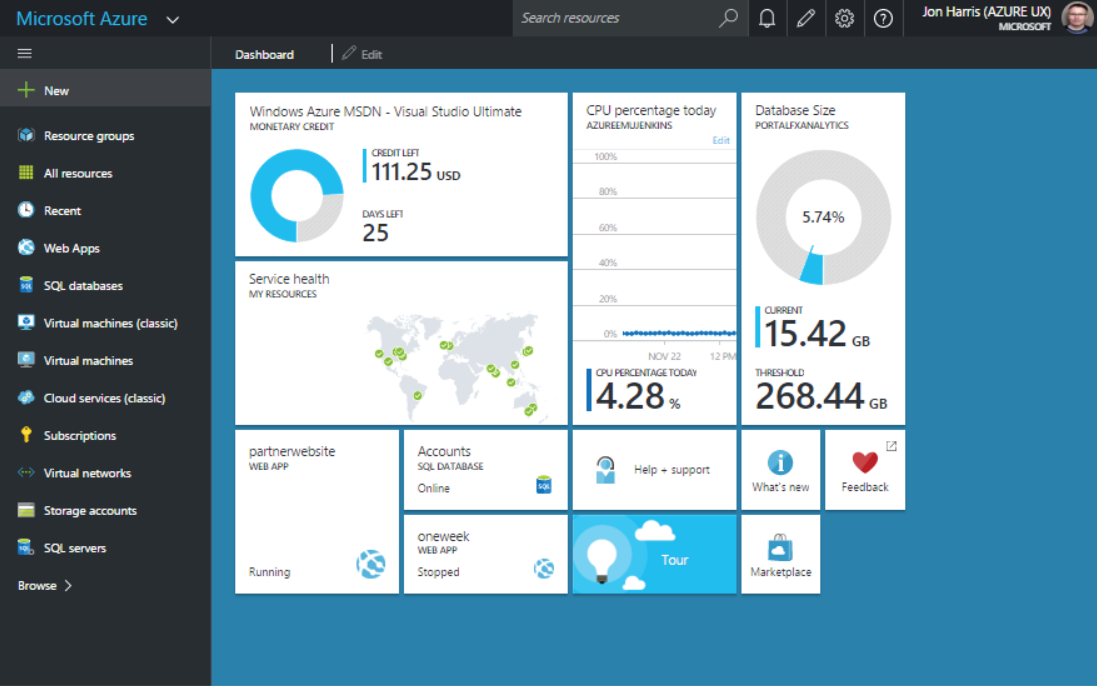 Microsoft Azure
Search resources
Jon Harris (AZURE UX)
MICROSOFT
Dashboard
Edit
New
Resource groups
All resources
Recent
Web Apps
SQL databases
Virtual machines (classic)
Virtual machines
Cloud services (classic)
Subscriptions
Virtual networks
Storage accounts
SQL servers
Browse
Windows Azure MSDN - Visual Studio Ultimate
MONETARY CREDIT
CREDIT LEFT
111.25 USD
DAYS LEFT
25
Service health
MY RESOURCES
CPU percentage today
AZUREEMUJENKINS
Edit
100%
80%
60%
40%
20%
0%
NOV 22 12 PM
CPU PERCENTAGE TODAY
4.28 %
Database Size
PORTALFXANALYTICS
5.74%
CURRENT
15.42 GB
THRESHOLD
268.44 GB
partnerwebsite
WEB APP
Running
Accounts
SQL DATABASE
Online
SQL
oneweek
WEB APP
Stopped
Help + support
Tour
What's new
Feedback
Marketplace